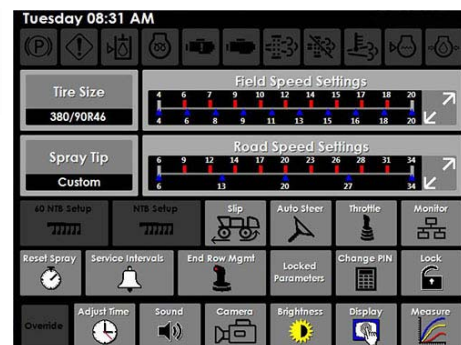 Tuesday 08:31 AM
Tire Size
380/90R46
Field Speed Settings
4 6 7 9 10 12 14 15 17 18 20
4 6 8 9 11 13 15 16 18 20
Spray Tip
Custom
Road Speed Settings
6 9 12 14 17 20 23 26 28 31 34
6 13 20 27 34
60 NTB Setup
NTB Setup
Slip
Auto Steer
Throttle
Monitor
Reset Spray
Service Intervals
End Row Mgmt
Locked
Parameters
Change PIN
Lock
Override
Adjust Time
Sound
Camera
Brightness
Display
Measure